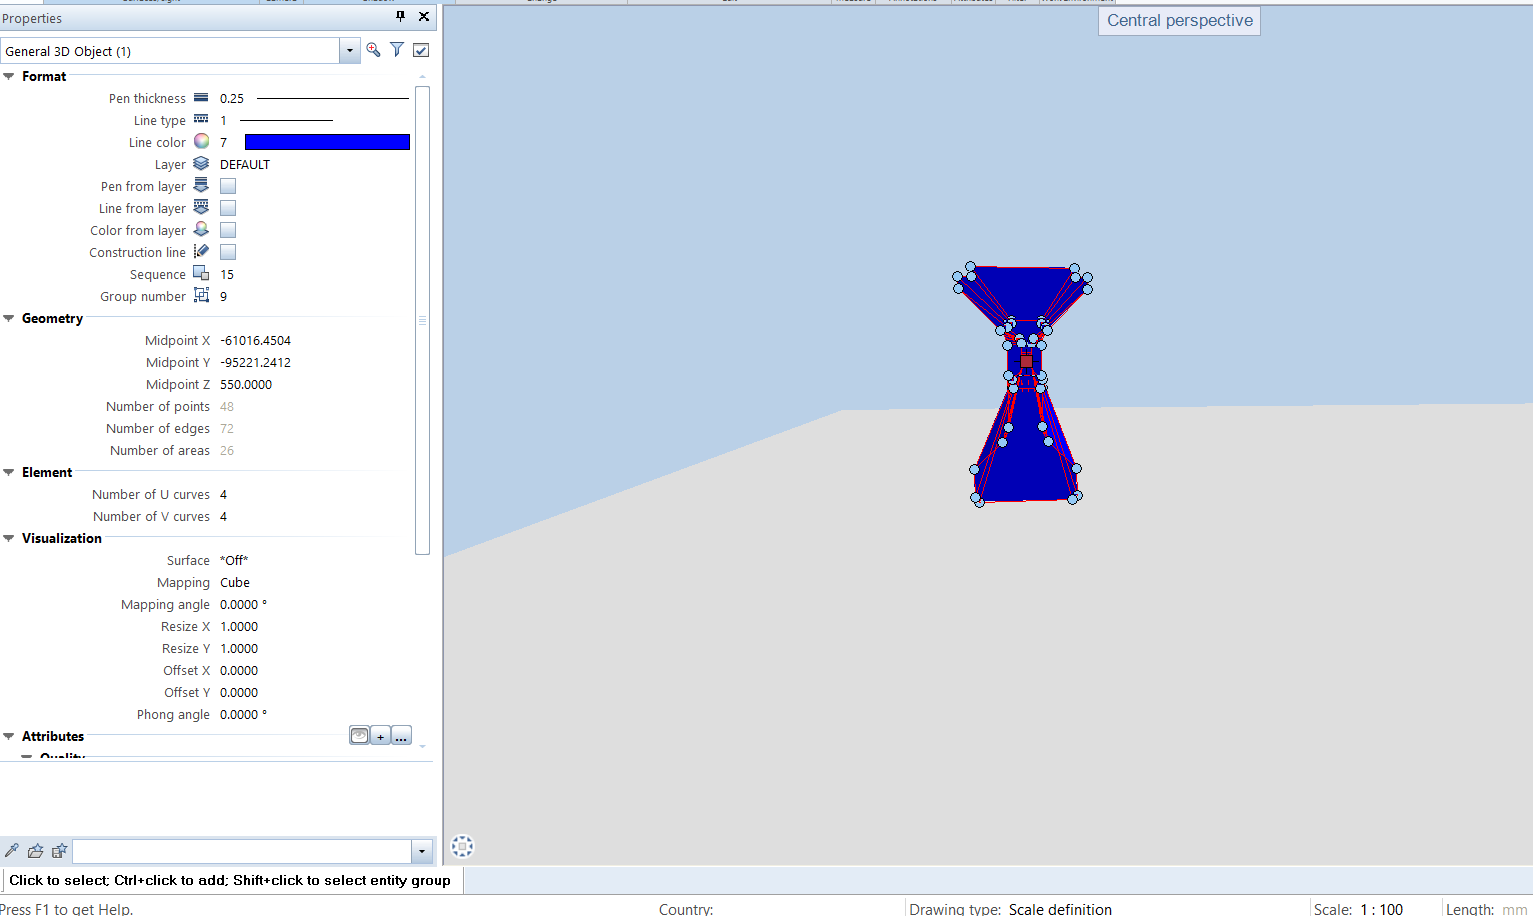 Properties
Central perspective
General 3D Object (1)
Format
Pen thickness 0.25
Line type 1
Line color 7
Layer DEFAULT
Pen from layer
Line from layer
Color from layer
Construction line
Sequence 15
Group number 9
Geometry
Midpoint X -61016.4504
Midpoint Y -95221.2412
Midpoint Z 550.0000
Number of points 48
Number of edges 72
Number of areas 26
Element
Number of U curves 4
Number of V curves 4
Visualization
Surface *Off*
Mapping Cube
Mapping angle 0.0000 °
Resize X 1.0000
Resize Y 1.0000
Offset X 0.0000
Offset Y 0.0000
Phong angle 0.0000 °
Attributes + ...
Quality
Click to select; Ctrl+click to add; Shift+click to select entity group
Press F1 to get Help. Country: Drawing type: Scale definition Scale: 1 : 100 Length: mm